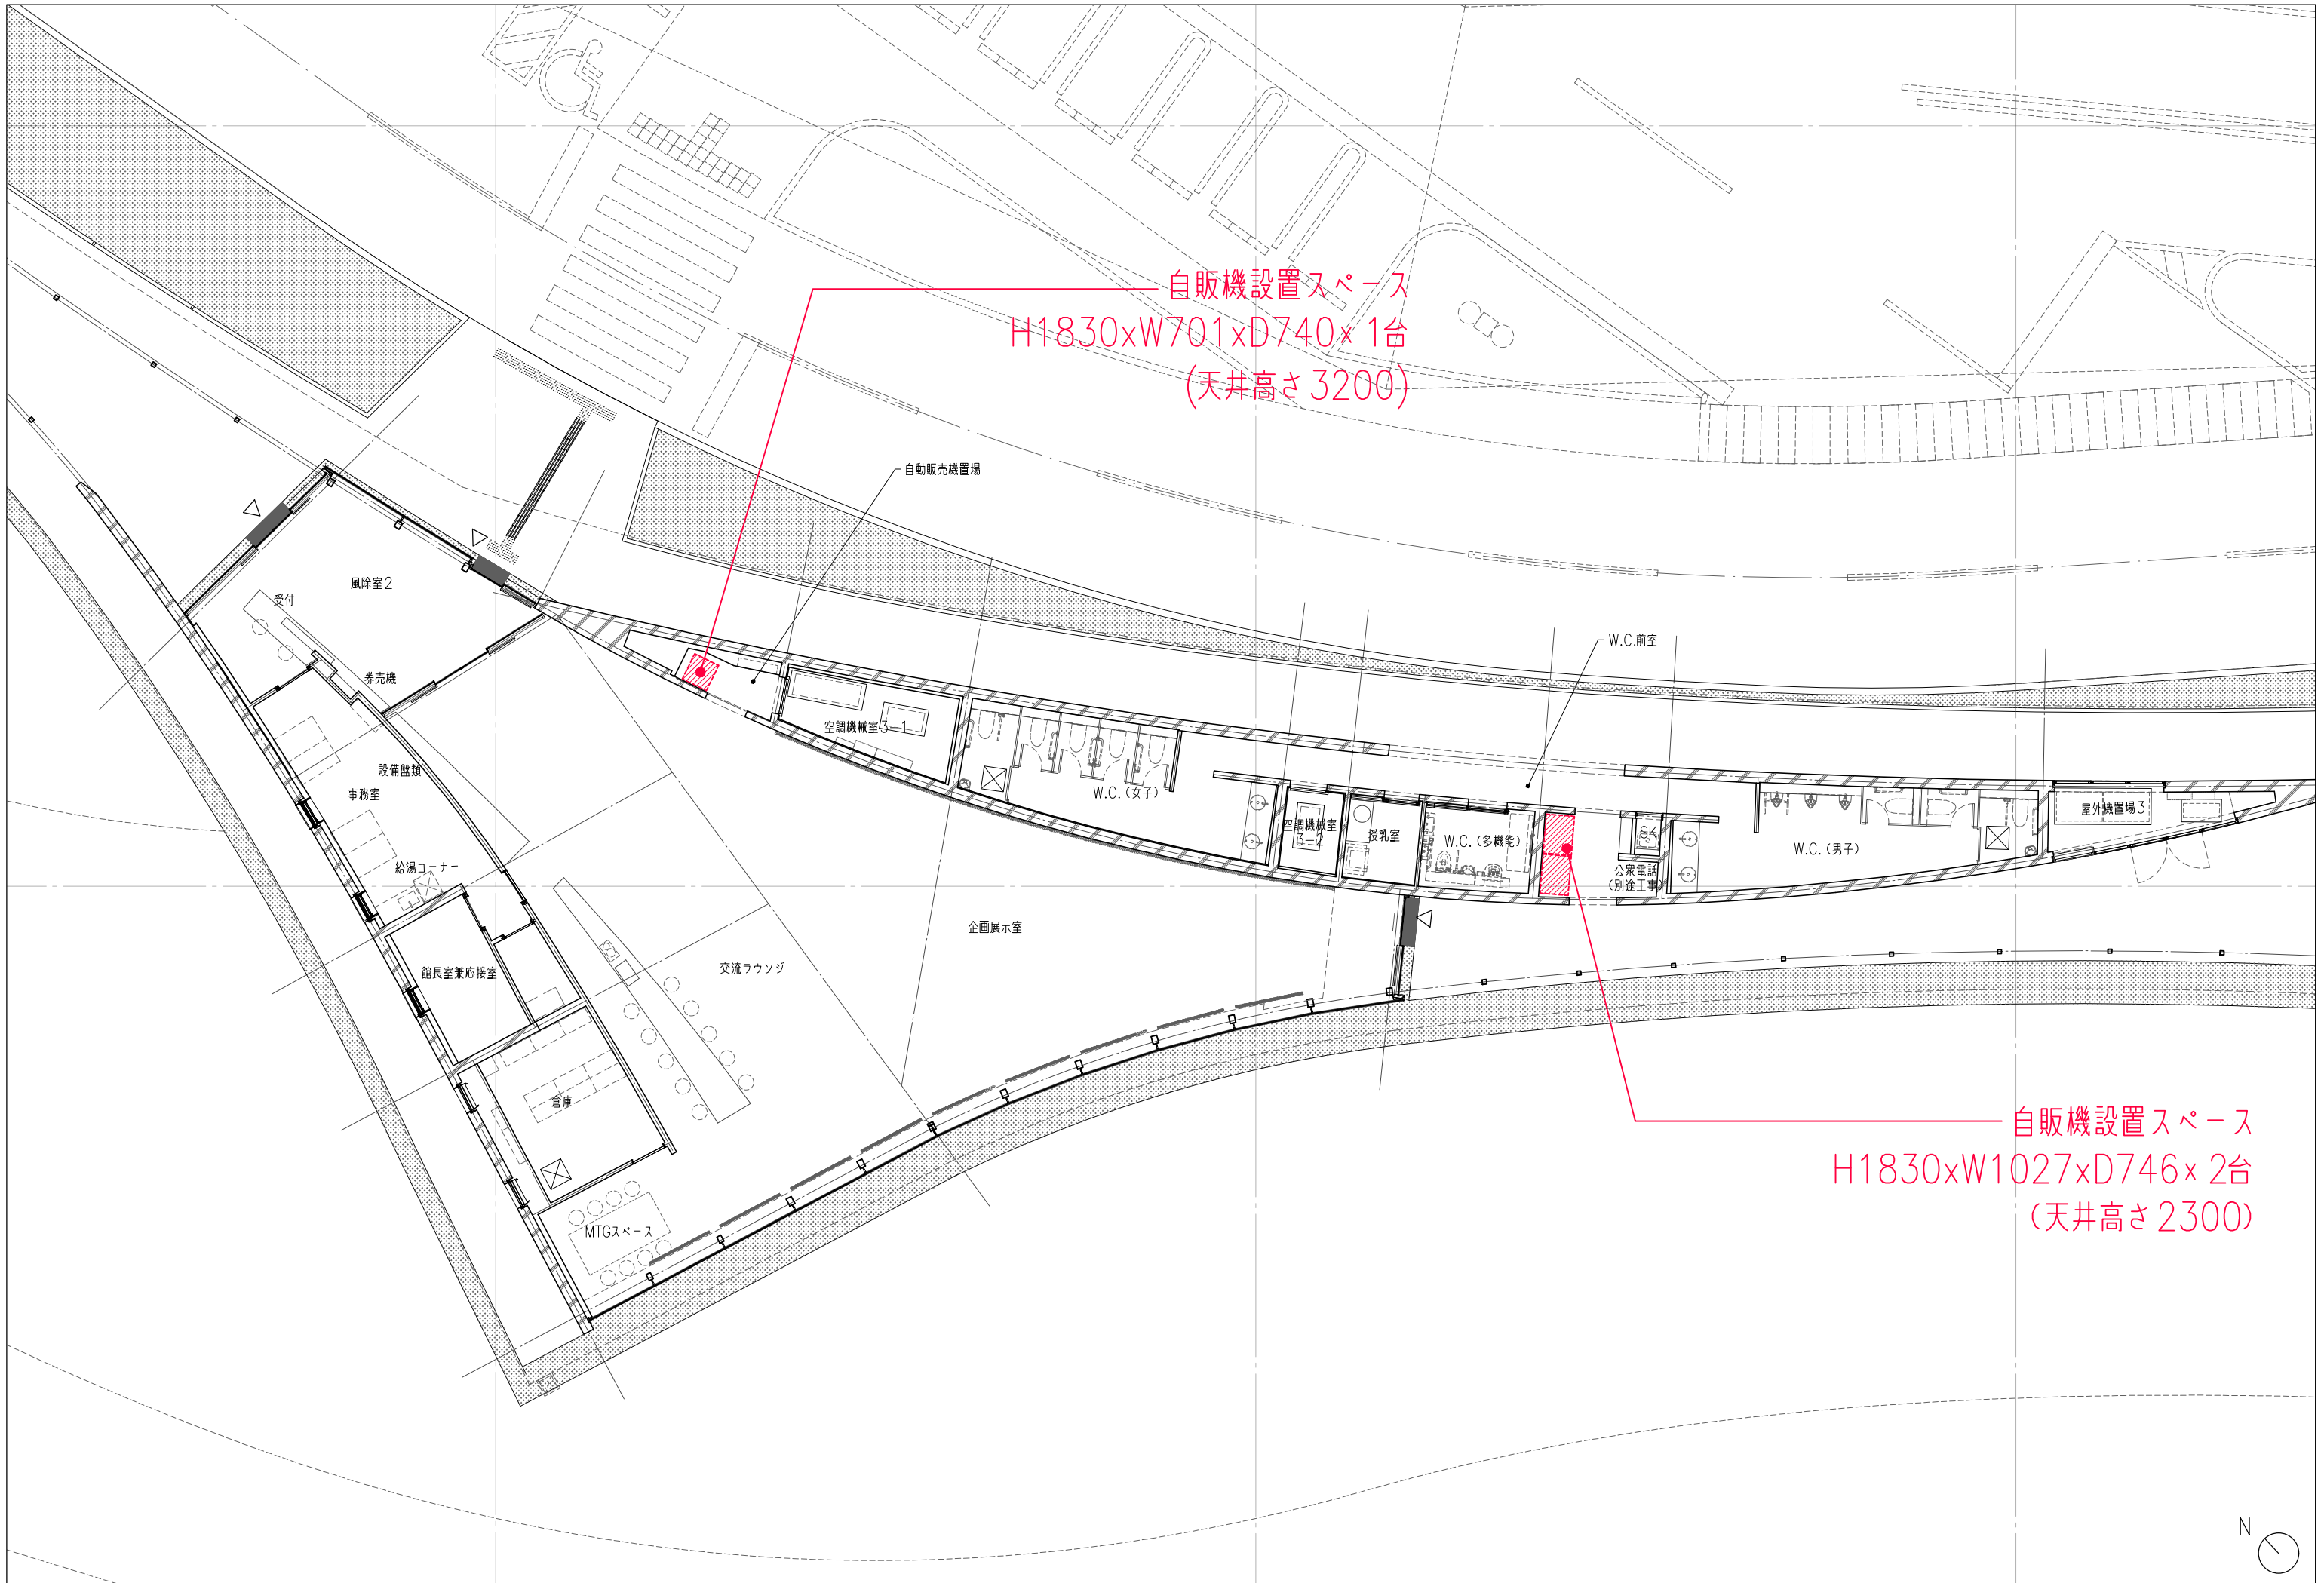 自販機設置スペース
H1830xW701xD740x 1台
(天井高さ3200)
自動販売機置場
風除室2
受付
券売機
W.C.前室
空調機械室3-1
設備盤類
事務室
W.C.(女子)
空調機械室
3-2
授乳室
W.C.(多機能)
SK
公衆電話
(別途工事)
W.C.(男子)
屋外機置場3
給湯コーナー
企画展示室
館長室兼応接室
交流ラウンジ
倉庫
自販機設置スペース
H1830xW1027xD746x 2台
(天井高さ2300)
MTGスペース
N